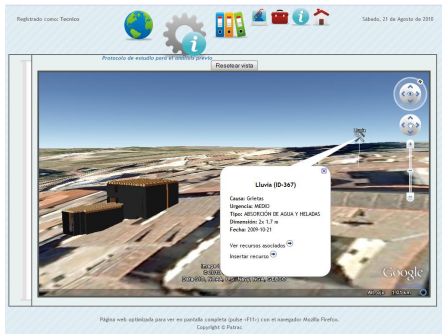 Registrado como: Tecnico
Sábado, 21 de Agosto de 2010
Protocolo de estudio para el análisis previo
Resetear vista
Lluvia
Lluvia (ID-367)
Causa: Grietas
Urgencia: MEDIO
Tipo: ABSORCIÓN DE AGUA Y HELADAS
Dimensión: 2x 1.7 m
Fecha: 2009-10-21
Ver recursos asociados
Insertar recurso
Google
Página web optimizada para ver en pantalla completa (pulse <F11>) con el navegador Mozilla Firefox.
Copyright © Patrac